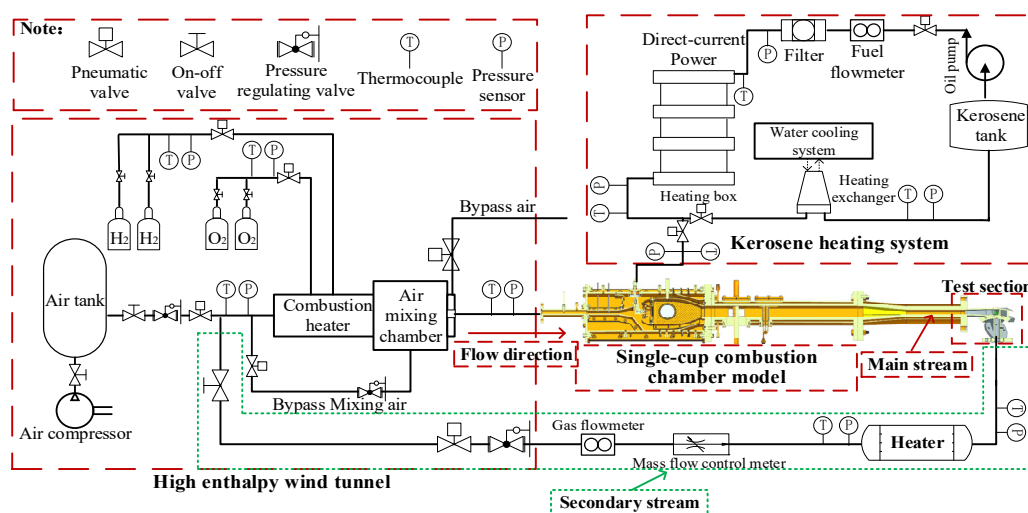 Note:
Pneumatic
valve
On-off
valve
Pressure
regulating valve
T
Thermocouple
P
Pressure
sensor
Direct-current
Power
P
T
Filter
Fuel
flowmeter
Oil pump
Kerosene
tank
Water cooling
system
Heating
exchanger
T
P
P
T
Heating box
P
T
Kerosene heating system
T
P
T
P
H2
H2
O2
O2
Bypass air
Air tank
T
P
Combustion
heater
Air
mixing
chamber
T
P
Flow direction
Single-cup combustion
chamber model
Test section
Main stream
Bypass Mixing air
Air compressor
Gas flowmeter
Mass flow control meter
T
P
Heater
T
P
High enthalpy wind tunnel
Secondary stream